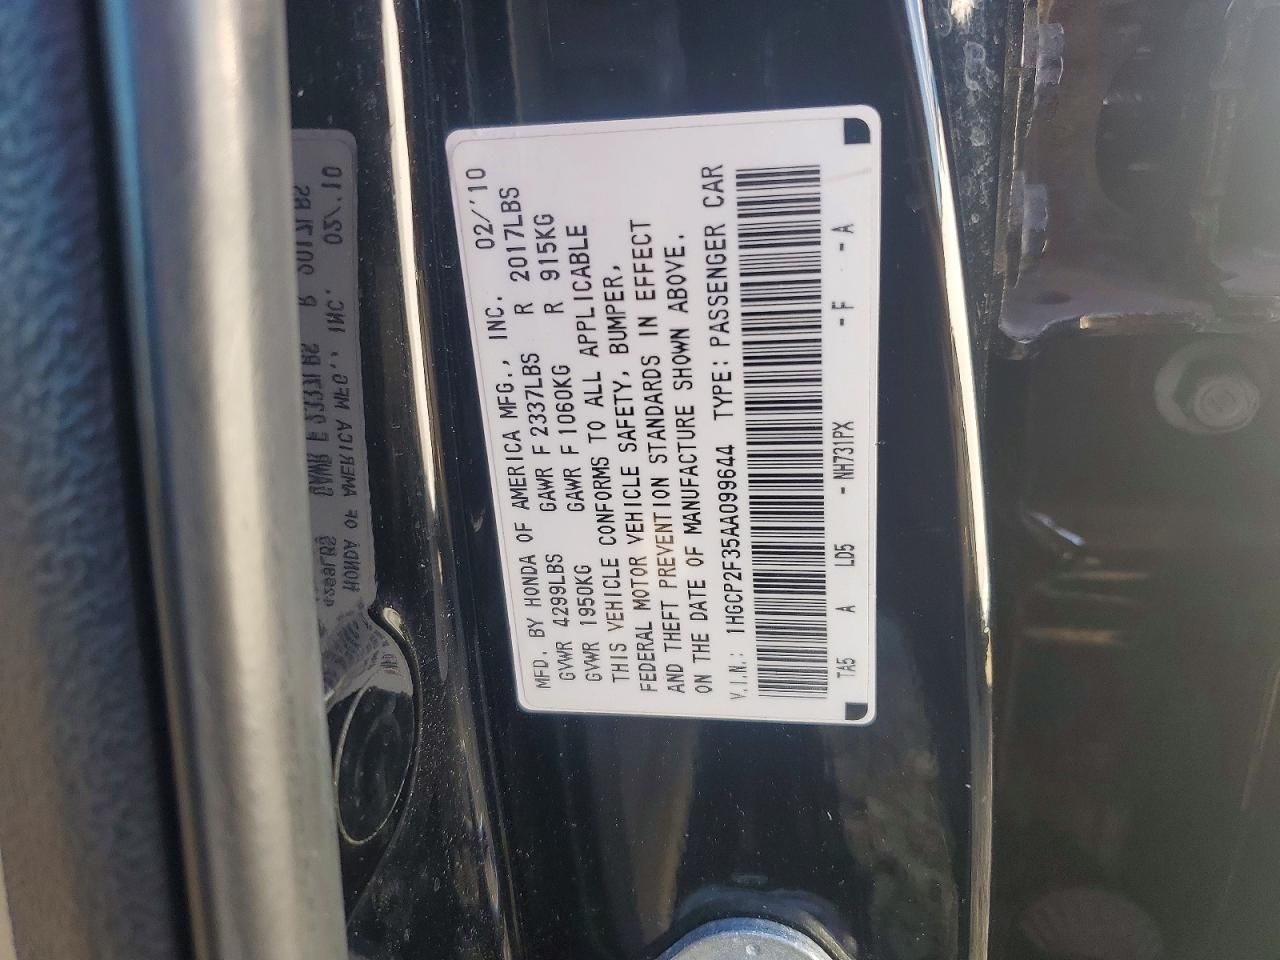 MFD. BY HONDA OF AMERICA MFG., INC. 02/'10
GVWR 4299LBS GAWR F 2337LBS R 2017LBS
GVWR 1950KG GAWR F 1060KG R 915KG
THIS VEHICLE CONFORMS TO ALL APPLICABLE
FEDERAL MOTOR VEHICLE SAFETY, BUMPER,
AND THEFT PREVENTION STANDARDS IN EFFECT
ON THE DATE OF MANUFACTURE SHOWN ABOVE.
V.I.N.: 1HGCP2F35AA099644 TYPE: PASSENGER CAR
TA5 A LD5 - NH731PX - F - A